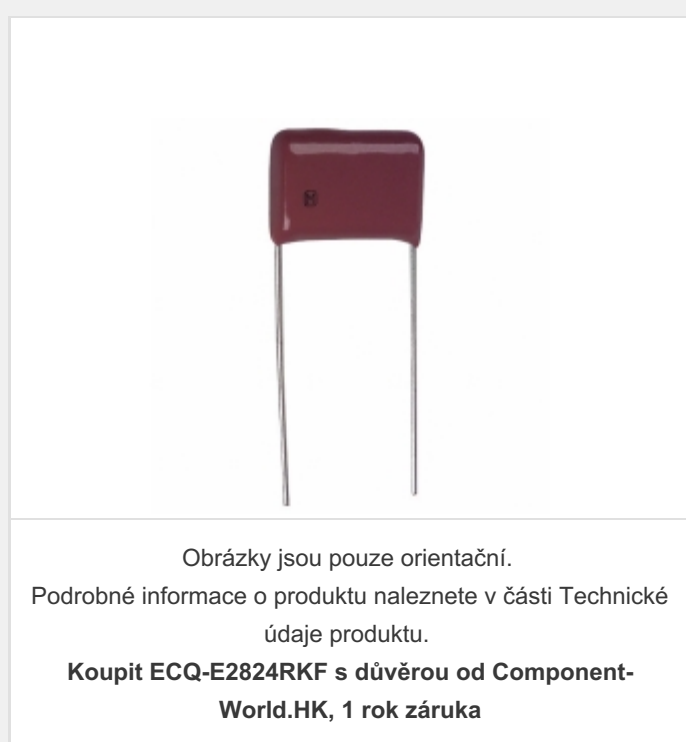 Obrázky jsou pouze orientační.
Podrobné informace o produktu naleznete v části Technické
údaje produktu.
Koupit ECQ-E2824RKF s důvěrou od Component-
World.HK, 1 rok záruka